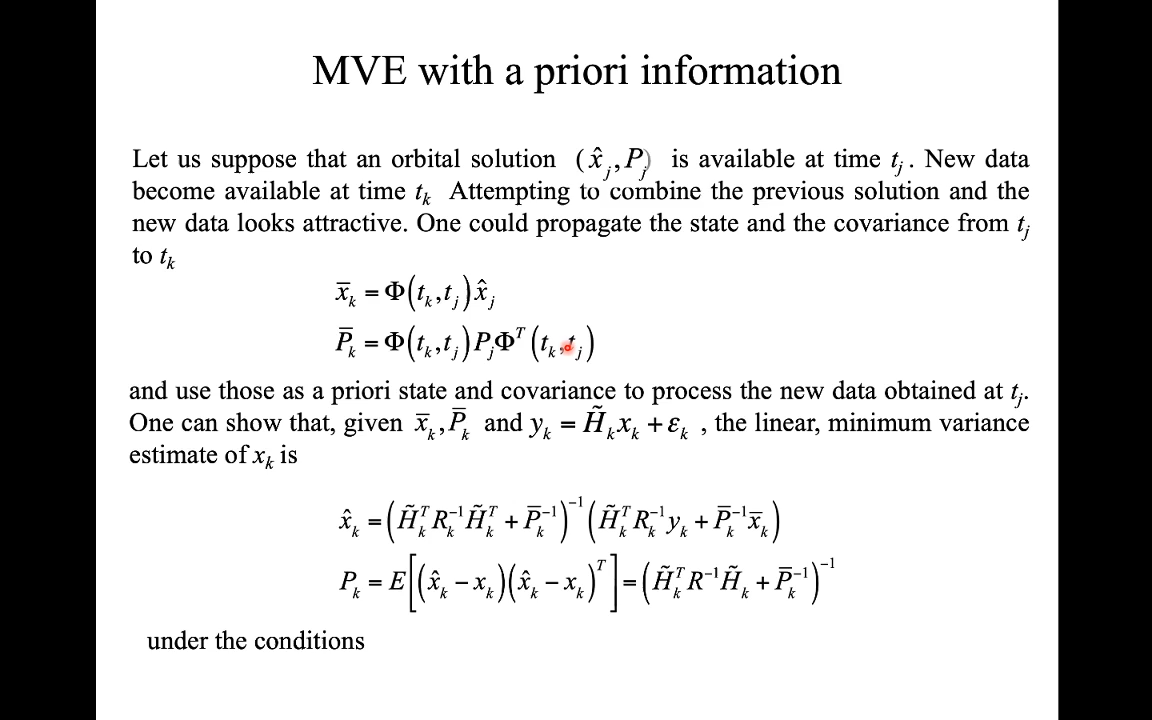 MVE with a priori information
Let us suppose that an orbital solution (x̂_j, P_j) is available at time t_j. New data
become available at time t_k Attempting to combine the previous solution and the
new data looks attractive. One could propagate the state and the covariance from t_j
to t_k
x̄_k = Φ(t_k, t_j) x̂_j
P̄_k = Φ(t_k, t_j) P_j Φ^T (t_k, t_j)
and use those as a priori state and covariance to process the new data obtained at t_j.
One can show that, given x̄_k, P̄_k and y_k = H̃_k x_k + ε_k , the linear, minimum variance
estimate of x_k is
x̂_k = (H̃_k^T R_k^{-1} H̃_k^T + P̄_k^{-1})^{-1} (H̃_k^T R_k^{-1} y_k + P̄_k^{-1} x̄_k)
P_k = E[(x̂_k − x_k)(x̂_k − x_k)^T] = (H̃_k^T R^{-1} H̃_k + P̄_k^{-1})^{-1}
under the conditions